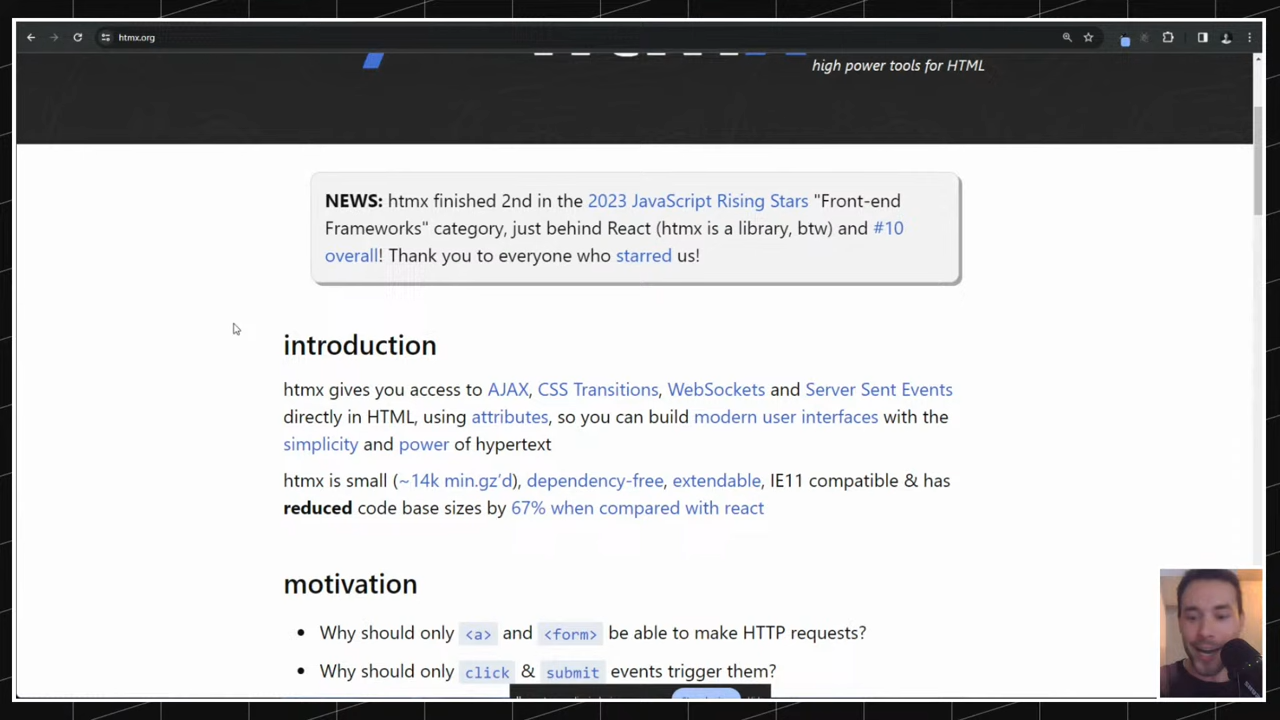 htmx.org
high power tools for HTML
NEWS: htmx finished 2nd in the 2023 JavaScript Rising Stars "Front-end
Frameworks" category, just behind React (htmx is a library, btw) and #10
overall! Thank you to everyone who starred us!
introduction
htmx gives you access to AJAX, CSS Transitions, WebSockets and Server Sent Events
directly in HTML, using attributes, so you can build modern user interfaces with the
simplicity and power of hypertext
htmx is small (~14k min.gz'd), dependency-free, extendable, IE11 compatible & has
reduced code base sizes by 67% when compared with react
motivation
• Why should only <a> and <form> be able to make HTTP requests?
• Why should only click & submit events trigger them?